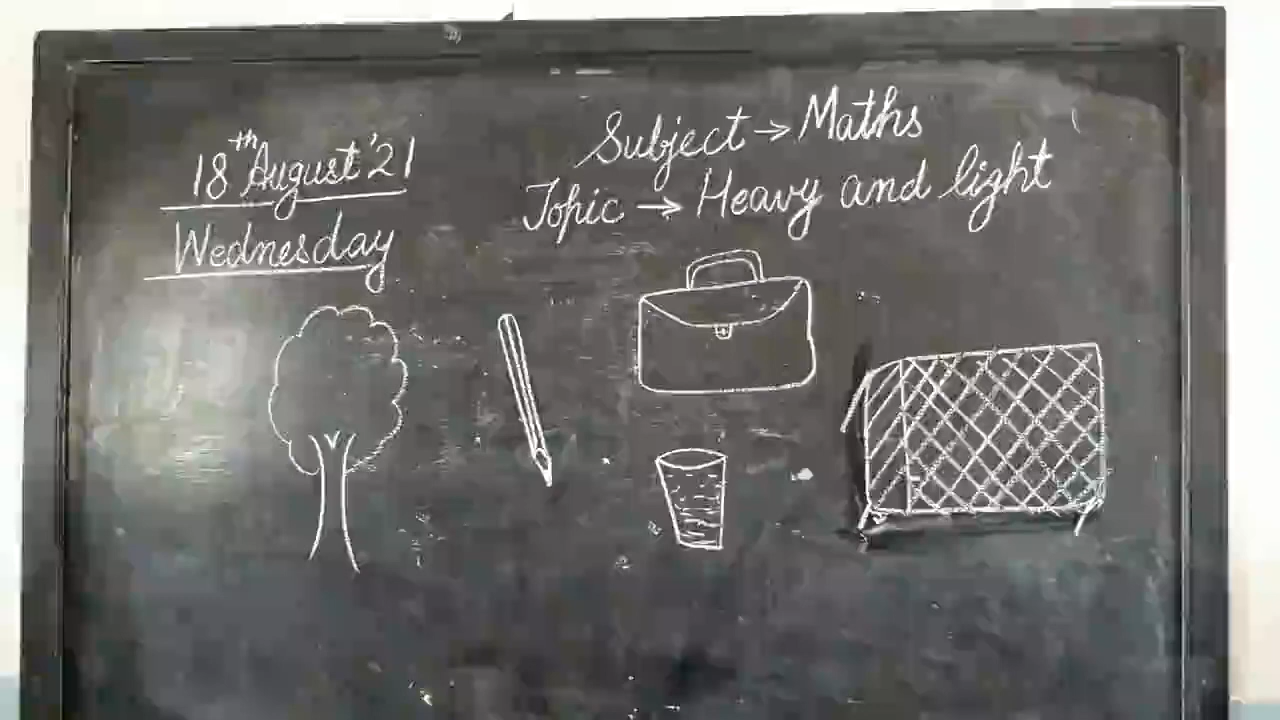 18th August '21
Wednesday
Subject → Maths
Topic → Heavy and light